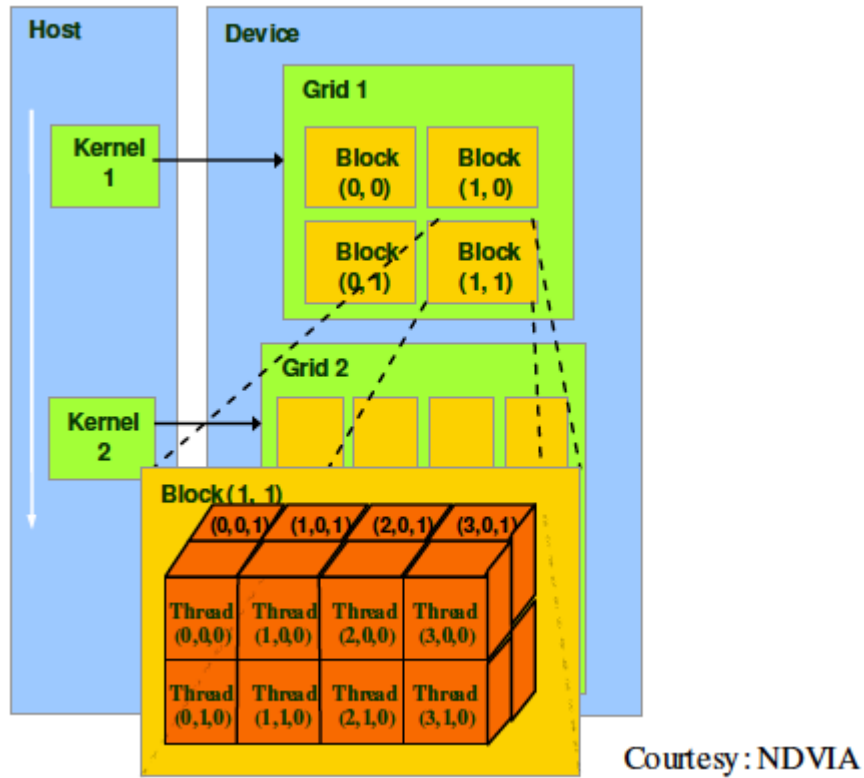 Host
Device
Grid 1
Kernel
1
Block
(0, 0)
Block
(1, 0)
Block
(0, 1)
Block
(1, 1)
Grid 2
Kernel
2
Block(1, 1)
(0,0,1) (1,0,1) (2,0,1) (3,0,1)
Thread
(0,0,0)
Thread
(1,0,0)
Thread
(2,0,0)
Thread
(3,0,0)
Thread
(0,1,0)
Thread
(1,1,0)
Thread
(2,1,0)
Thread
(3,1,0)
Courtesy: NDVIA